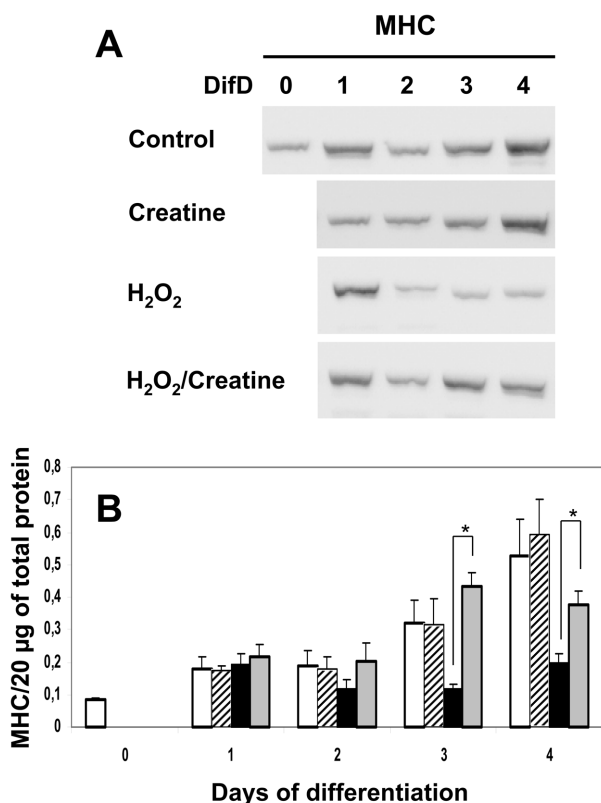 A
MHC
DifD 0 1 2 3 4
Control
Creatine
H₂O₂
H₂O₂/Creatine
B
MHC/20 µg of total protein
0,8
0,7
0,6
0,5
0,4
0,3
0,2
0,1
0
*
*
0 1 2 3 4
Days of differentiation